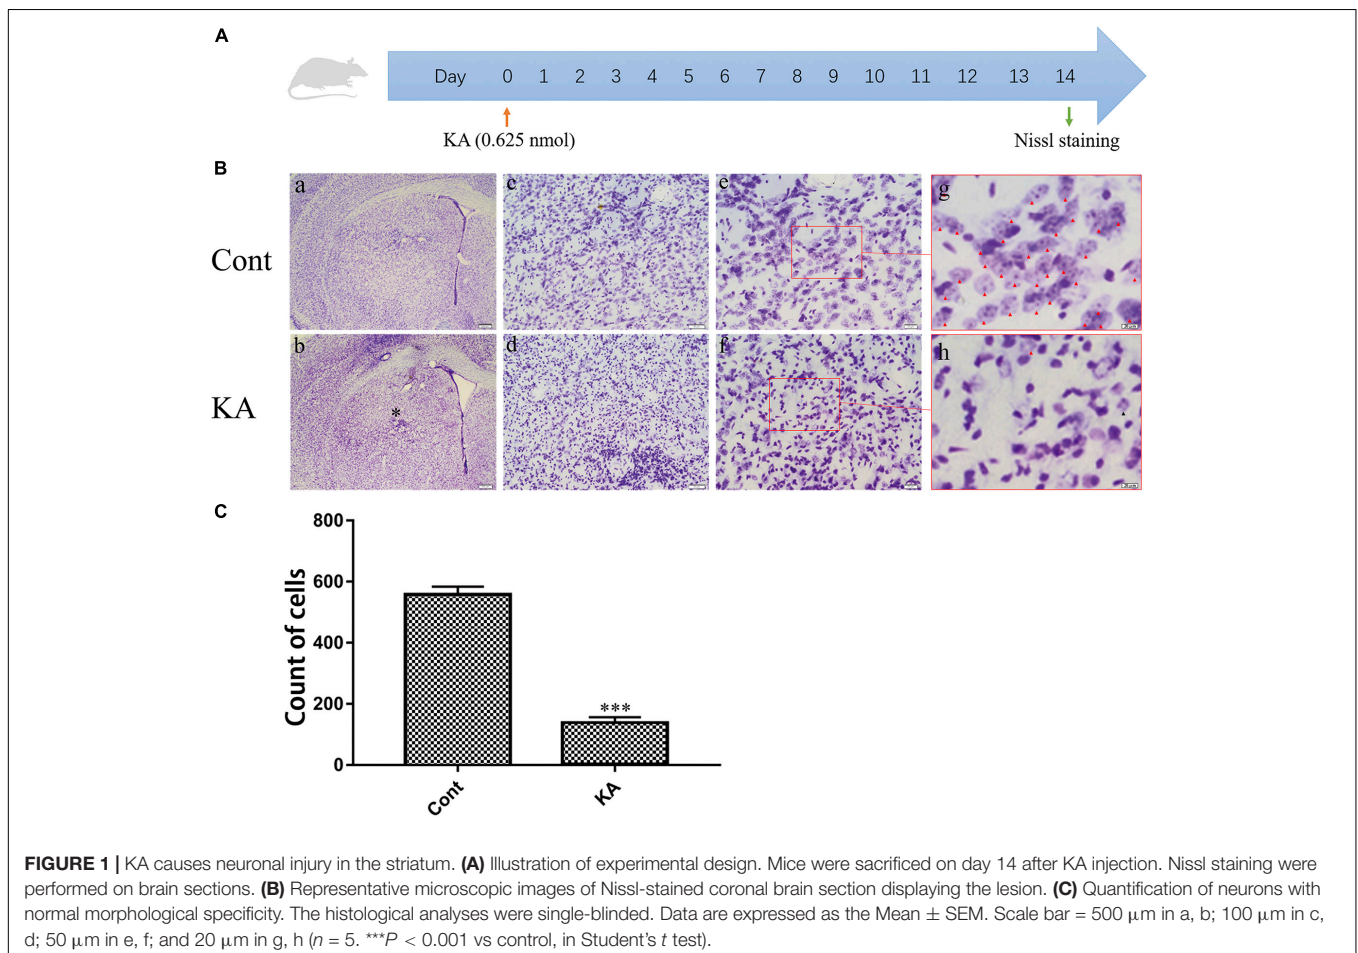 A
Day 0 1 2 3 4 5 6 7 8 9 10 11 12 13 14
KA (0.625 nmol)
Nissl staining
B
a
c
e
g
Cont
b
d
f
h
KA
*
C
800
600
400
200
0
Count of cells
***
Cont
KA
FIGURE 1 | KA causes neuronal injury in the striatum. (A) Illustration of experimental design. Mice were sacrificed on day 14 after KA injection. Nissl staining were
performed on brain sections. (B) Representative microscopic images of Nissl-stained coronal brain section displaying the lesion. (C) Quantification of neurons with
normal morphological specificity. The histological analyses were single-blinded. Data are expressed as the Mean ± SEM. Scale bar = 500 μm in a, b; 100 μm in c,
d; 50 μm in e, f; and 20 μm in g, h (n = 5. ***P < 0.001 vs control, in Student's t test).